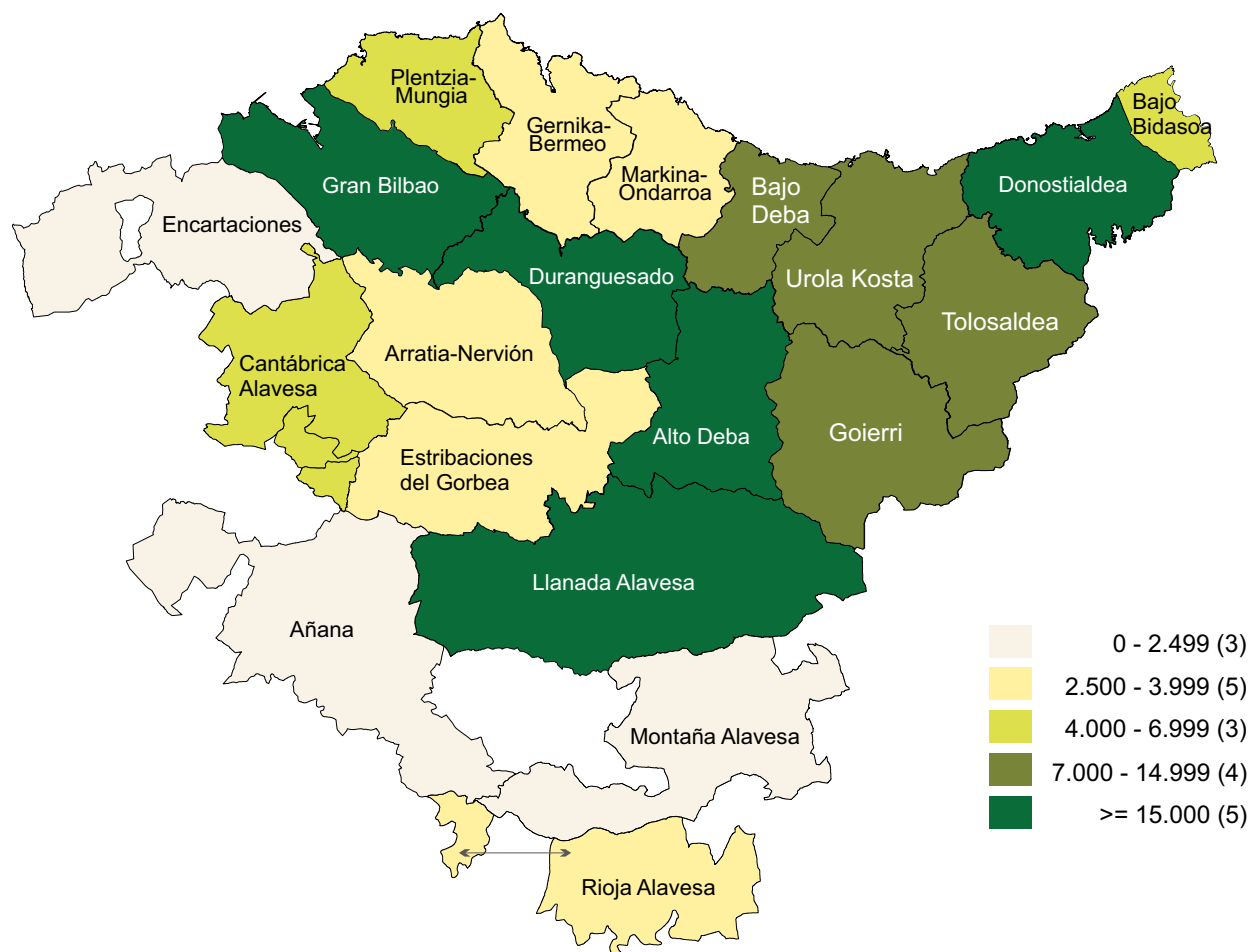 Plentzia-
Mungia
Gernika-
Bermeo
Markina-
Ondarroa
Bajo
Bidasoa
Gran Bilbao
Bajo
Deba
Donostialdea
Encartaciones
Duranguesado
Urola Kosta
Tolosaldea
Cantábrica
Alavesa
Arratia-Nervión
Alto Deba
Goierri
Estribaciones
del Gorbea
Llanada Alavesa
Añana
Montaña Alavesa
Rioja Alavesa
0 - 2.499 (3)
2.500 - 3.999 (5)
4.000 - 6.999 (3)
7.000 - 14.999 (4)
>= 15.000 (5)